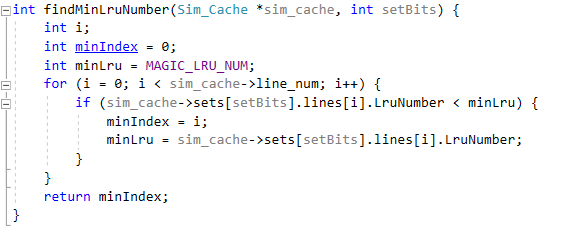 int findMinLruNumber(Sim_Cache *sim_cache, int setBits) {
    int i;
    int minIndex = 0;
    int minLru = MAGIC_LRU_NUM;
    for (i = 0; i < sim_cache->line_num; i++) {
        if (sim_cache->sets[setBits].lines[i].LruNumber < minLru) {
            minIndex = i;
            minLru = sim_cache->sets[setBits].lines[i].LruNumber;
        }
    }
    return minIndex;
}